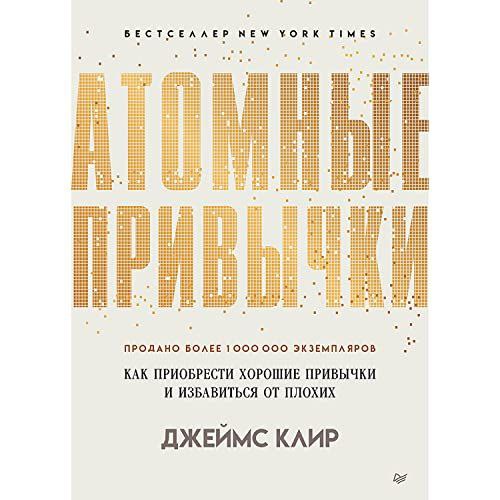 БЕСТСЕЛЛЕР NEW YORK TIMES
АТОМНЫЕ
ПРИВЫЧКИ
ПРОДАНО БОЛЕЕ 1 000 000 ЭКЗЕМПЛЯРОВ
КАК ПРИОБРЕСТИ ХОРОШИЕ ПРИВЫЧКИ
И ИЗБАВИТЬСЯ ОТ ПЛОХИХ
ДЖЕЙМС КЛИР